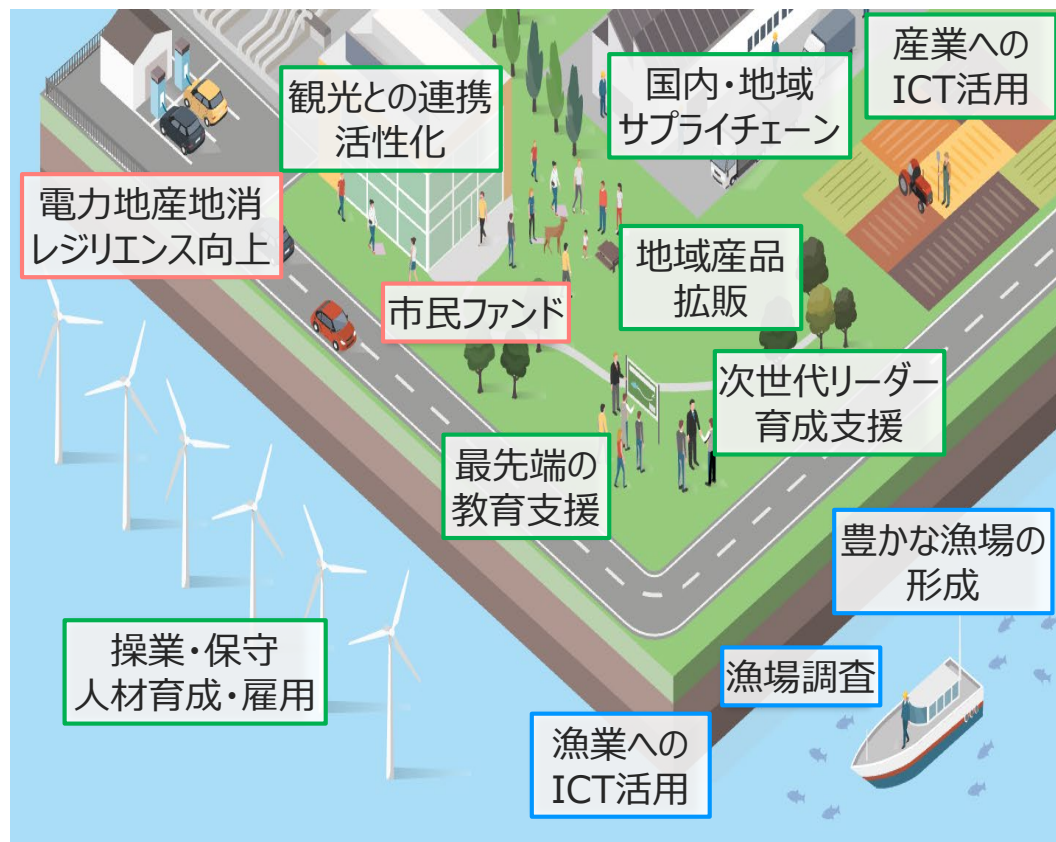 産業への
ICT活用
国内・地域
サプライチェーン
観光との連携
活性化
電力地産地消
レジリエンス向上
地域産品
拡販
市民ファンド
次世代リーダー
育成支援
最先端の
教育支援
豊かな漁場の
形成
操業・保守
人材育成・雇用
漁場調査
漁業への
ICT活用